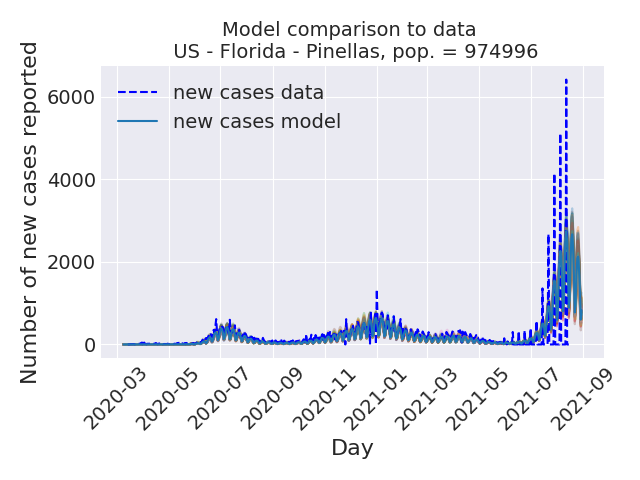 Model comparison to data
US - Florida - Pinellas, pop. = 974996
Number of new cases reported
6000
4000
2000
0
new cases data
new cases model
2020-03
2020-05
2020-07
2020-09
2020-11
2021-01
2021-03
2021-05
2021-07
2021-09
Day